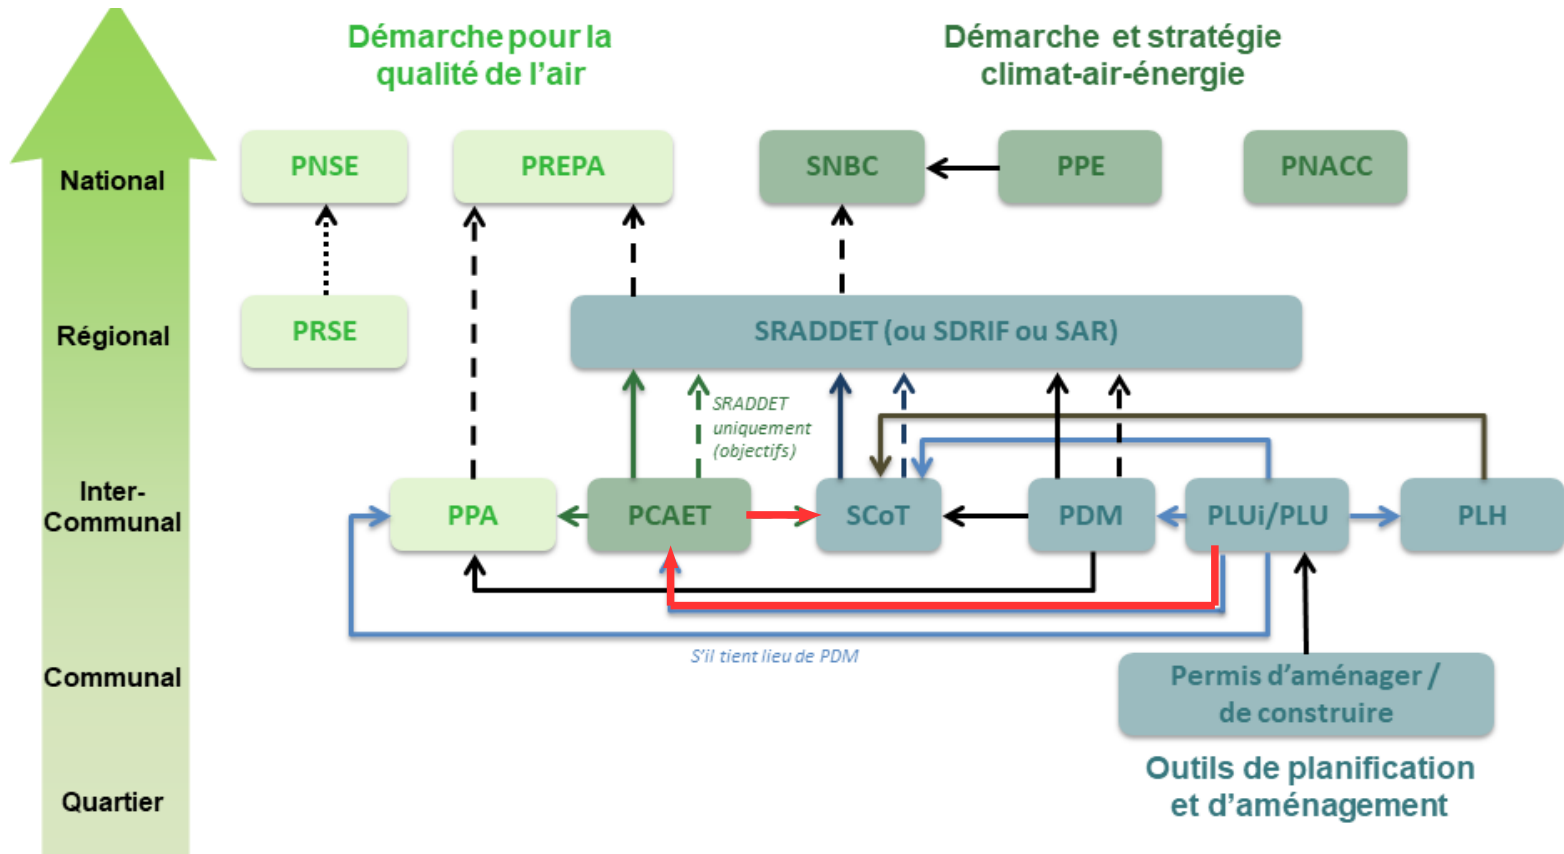 Démarche pour la
qualité de l'air
Démarche et stratégie
climat-air-énergie
National
PNSE
PREPA
SNBC
PPE
PNACC
Régional
PRSE
SRADDET (ou SDRIF ou SAR)
SRADDET
uniquement
(objectifs)
Inter-
Communal
PPA
PCAET
SCoT
PDM
PLUi/PLU
PLH
S'il tient lieu de PDM
Communal
Permis d'aménager /
de construire
Outils de planification
et d'aménagement
Quartier